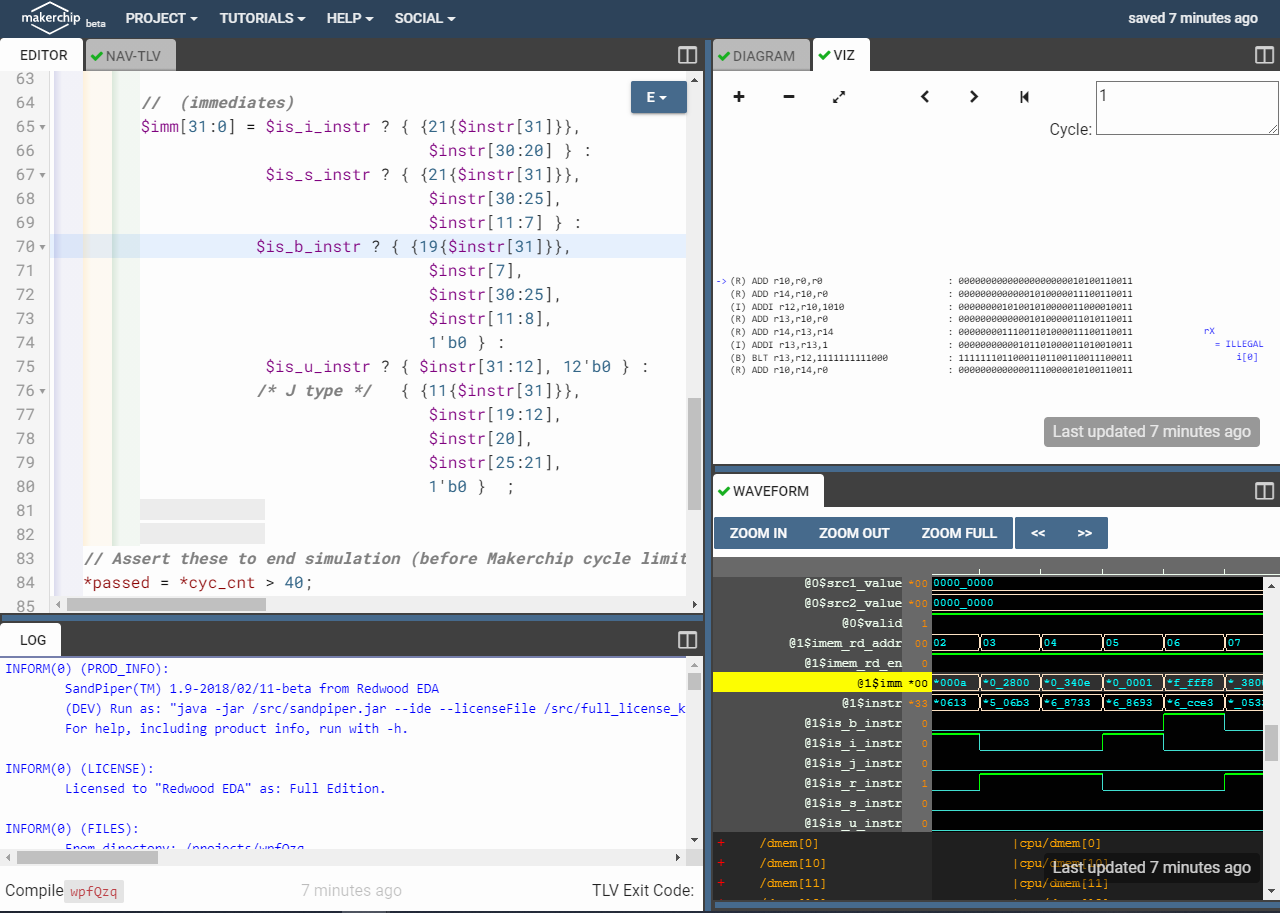 makerchip beta PROJECT TUTORIALS HELP SOCIAL saved 7 minutes ago
EDITOR NAV-TLV
63
64 // (immediates)
65 $imm[31:0] = $is_i_instr ? { {21{$instr[31]}},
66 $instr[30:20] } :
67 $is_s_instr ? { {21{$instr[31]}},
68 $instr[30:25],
69 $instr[11:7] } :
70 $is_b_instr ? { {19{$instr[31]}},
71 $instr[7],
72 $instr[30:25],
73 $instr[11:8],
74 1'b0 } :
75 $is_u_instr ? { $instr[31:12], 12'b0 } :
76 /* J type */ { {11{$instr[31]}},
77 $instr[19:12],
78 $instr[20],
79 $instr[25:21],
80 1'b0 } ;
81
82
83 // Assert these to end simulation (before Makerchip cycle limit
84 *passed = *cyc_cnt > 40;
85
E
LOG
INFORM(0) (PROD_INFO):
SandPiper(TM) 1.9-2018/02/11-beta from Redwood EDA
(DEV) Run as: "java -jar /src/sandpiper.jar --ide --licenseFile /src/full_license_k
For help, including product info, run with -h.
INFORM(0) (LICENSE):
Licensed to "Redwood EDA" as: Full Edition.
INFORM(0) (FILES):
From directory: /projects/wpfQzq
Compile wpfQzq 7 minutes ago TLV Exit Code:
DIAGRAM VIZ
Cycle: 1
-> (R) ADD r10,r0,r0 : 00000000000000000000010100110011
(R) ADD r14,r10,r0 : 00000000000001010000011100110011
(I) ADDI r12,r10,1010 : 00000000101001010000011000010011
(R) ADD r13,r10,r0 : 00000000000001010000011010110011
(R) ADD r14,r13,r14 : 00000000111001101000011100110011
(I) ADDI r13,r13,1 : 00000000000101101000011010010011
(B) BLT r13,r12,1111111111000 : 11111110110001101100110011100011
(R) ADD r10,r14,r0 : 00000000000001110000010100110011
rX
= ILLEGAL
i[0]
Last updated 7 minutes ago
WAVEFORM
ZOOM IN ZOOM OUT ZOOM FULL << >>
@0$src1_value *00 0000_0000
@0$src2_value *00 0000_0000
@0$valid 1
@1$imem_rd_addr 00 02 03 04 05 06 07
@1$imem_rd_en 0
@1$imm *00 *000a *0_2800 *0_340e *0_0001 *f_fff8 *_3800
@1$instr *33 *0613 *5_06b3 *6_8733 *6_8693 *6_cce3 *_0533
@1$is_b_instr 0
@1$is_i_instr 0
@1$is_j_instr 0
@1$is_r_instr 1
@1$is_s_instr 0
@1$is_u_instr 0
+ /dmem[0] |cpu/dmem[0]
+ /dmem[10] |cpu/dmem[10]
+ /dmem[11] |cpu/dmem[11]
Last updated 7 minutes ago